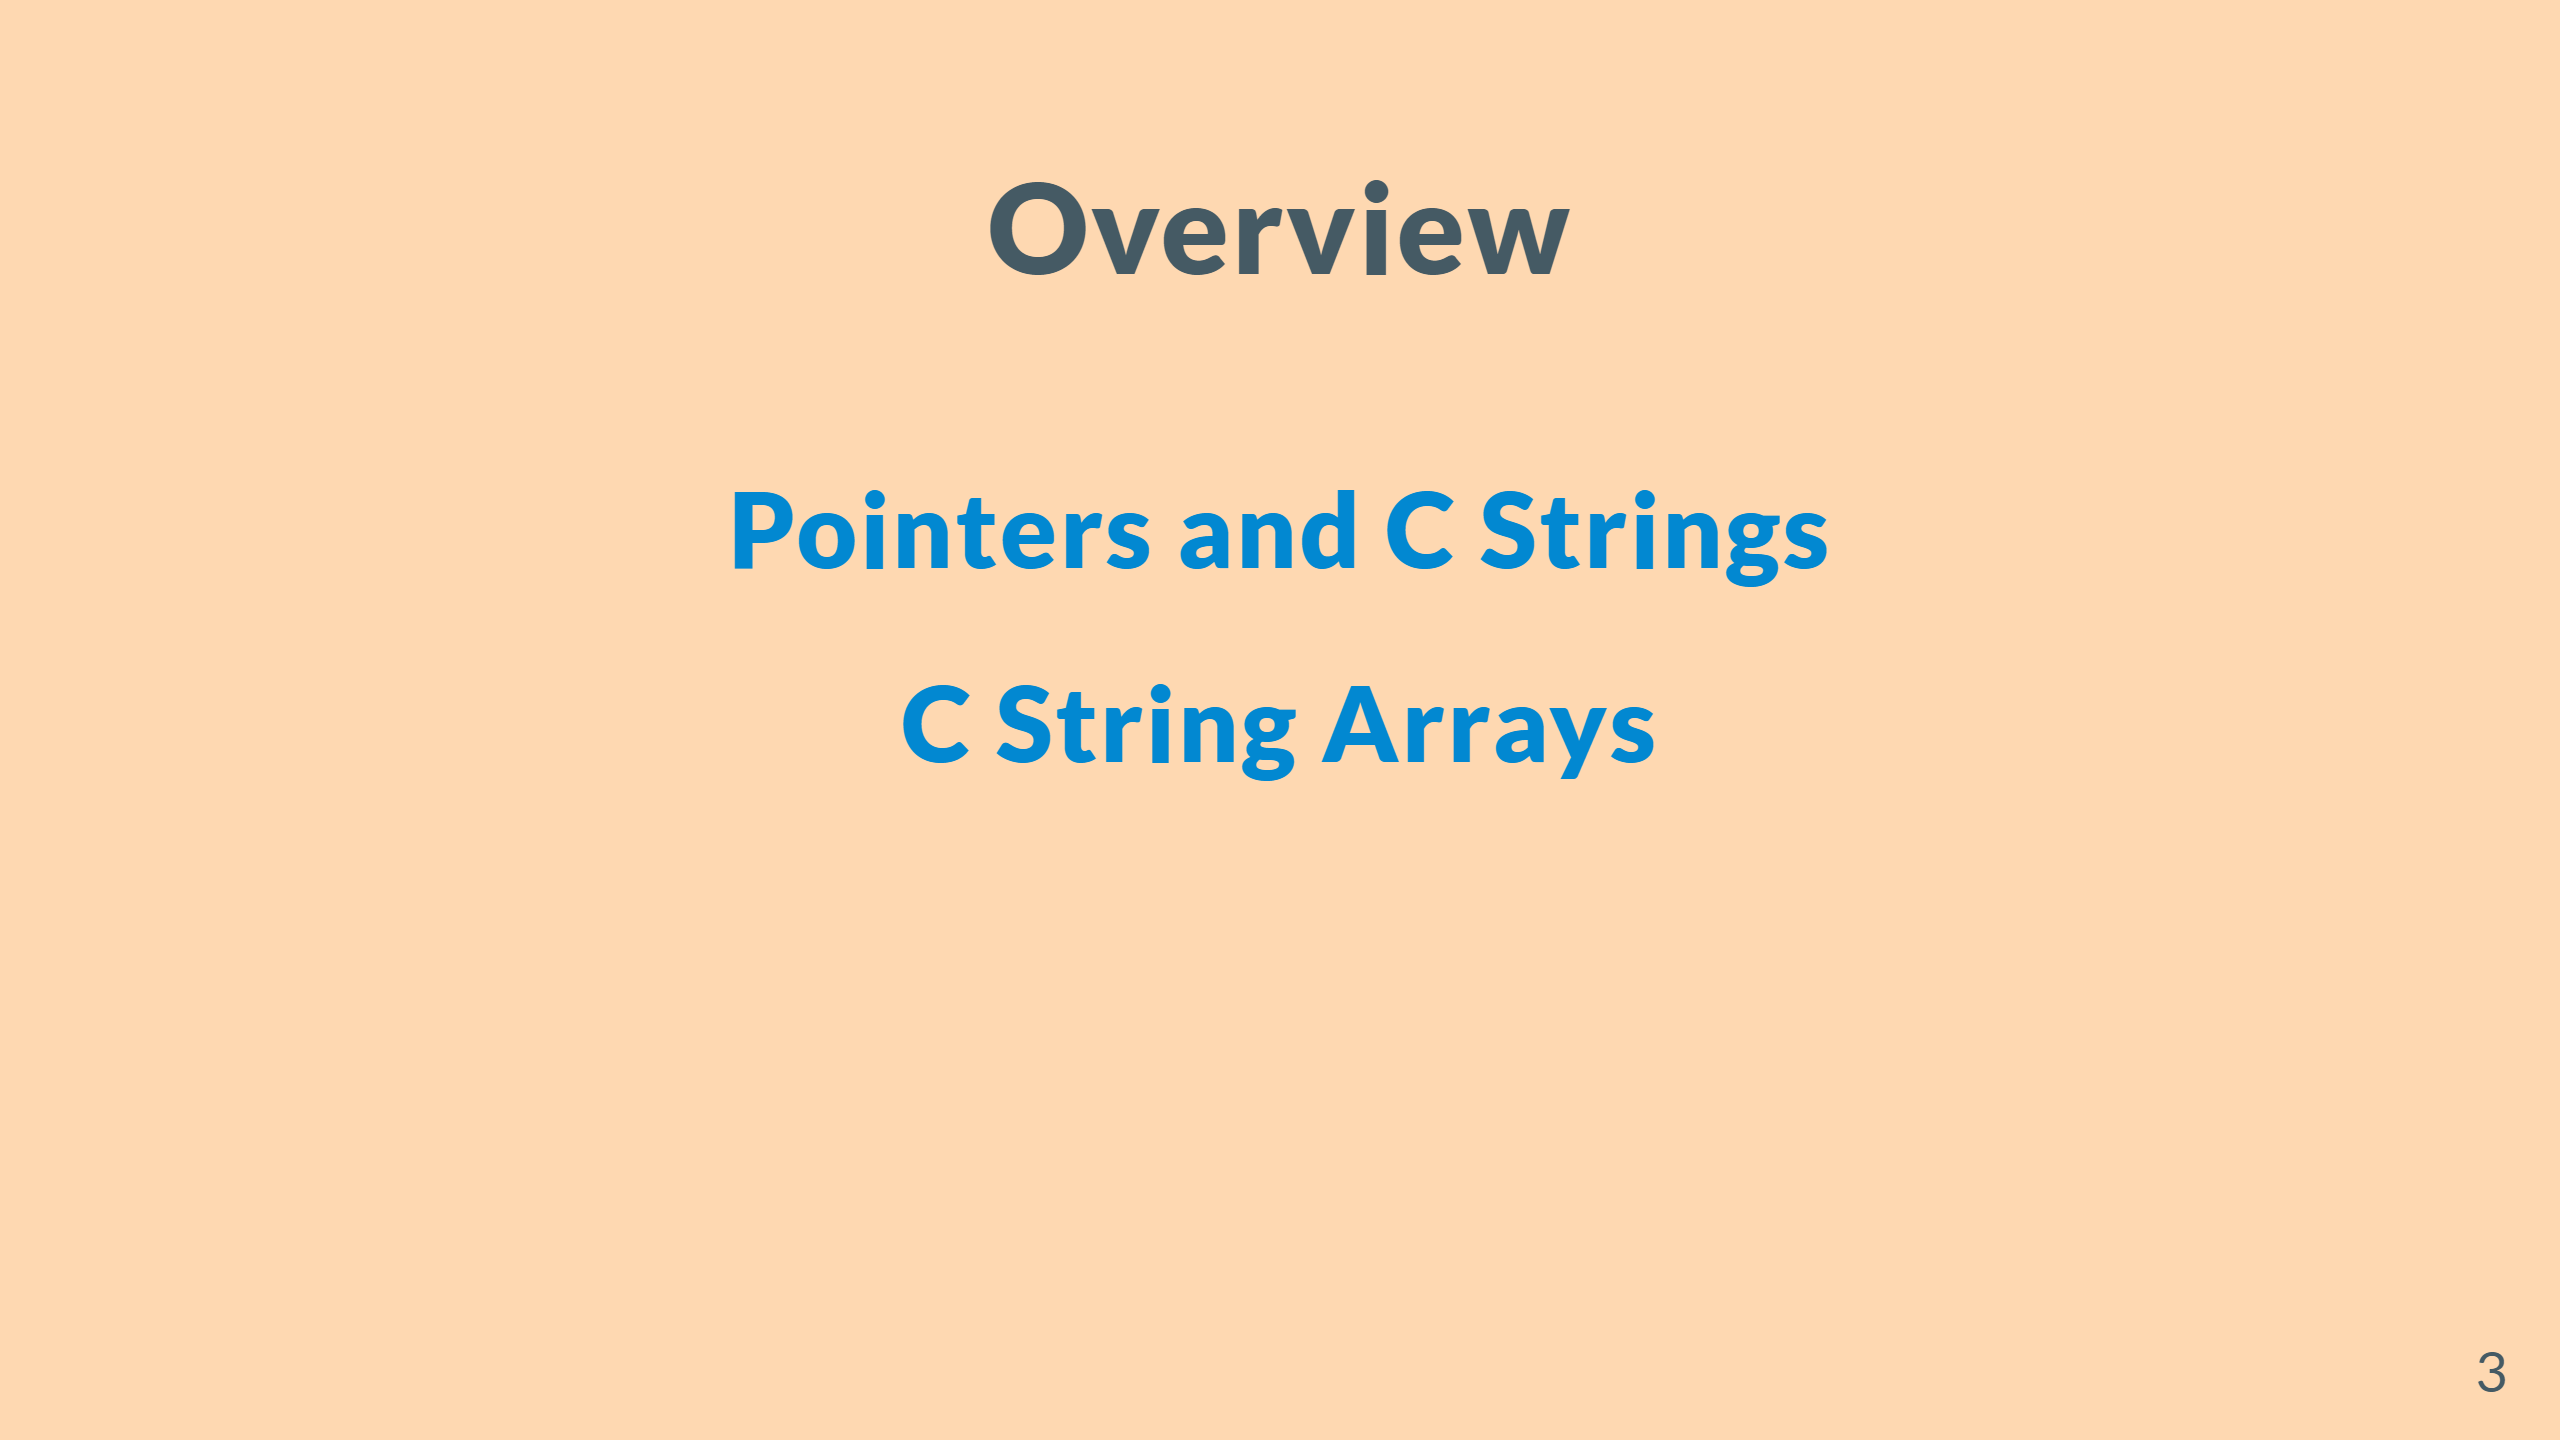 Overview
Pointers and C Strings
C String Arrays
3